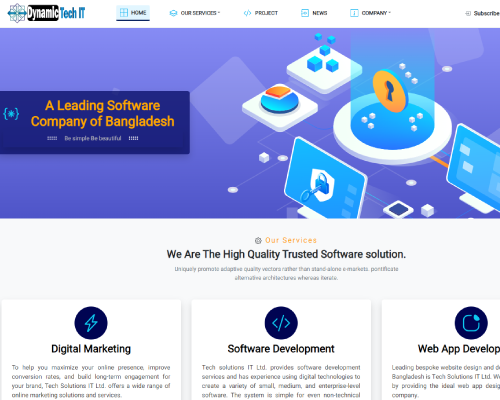 Dynamic Tech IT
HOME
OUR SERVICES
PROJECT
NEWS
COMPANY
Subscribe
A Leading Software
Company of Bangladesh
Be simple Be beautiful
Our Services
We Are The High Quality Trusted Software solution.
Uniquely promote adaptive quality vectors rather than stand-alone e-markets. pontificate
alternative architectures whereas iterate.
Digital Marketing
To help you maximize your online presence, improve
conversion rates, and build long-term engagement for
your brand, Tech Solutions IT Ltd. offers a wide range of
online marketing solutions and services.
Software Development
Tech solutions IT Ltd. provides software development
services and has experience using digital technologies to
create a variety of small, medium, and enterprise-level
software. The system is simple for even non-technical
Web App Develop
Leading bespoke website design and de
Bangladesh is Tech Solutions IT Ltd. We
by providing the ideal web app desig
company.